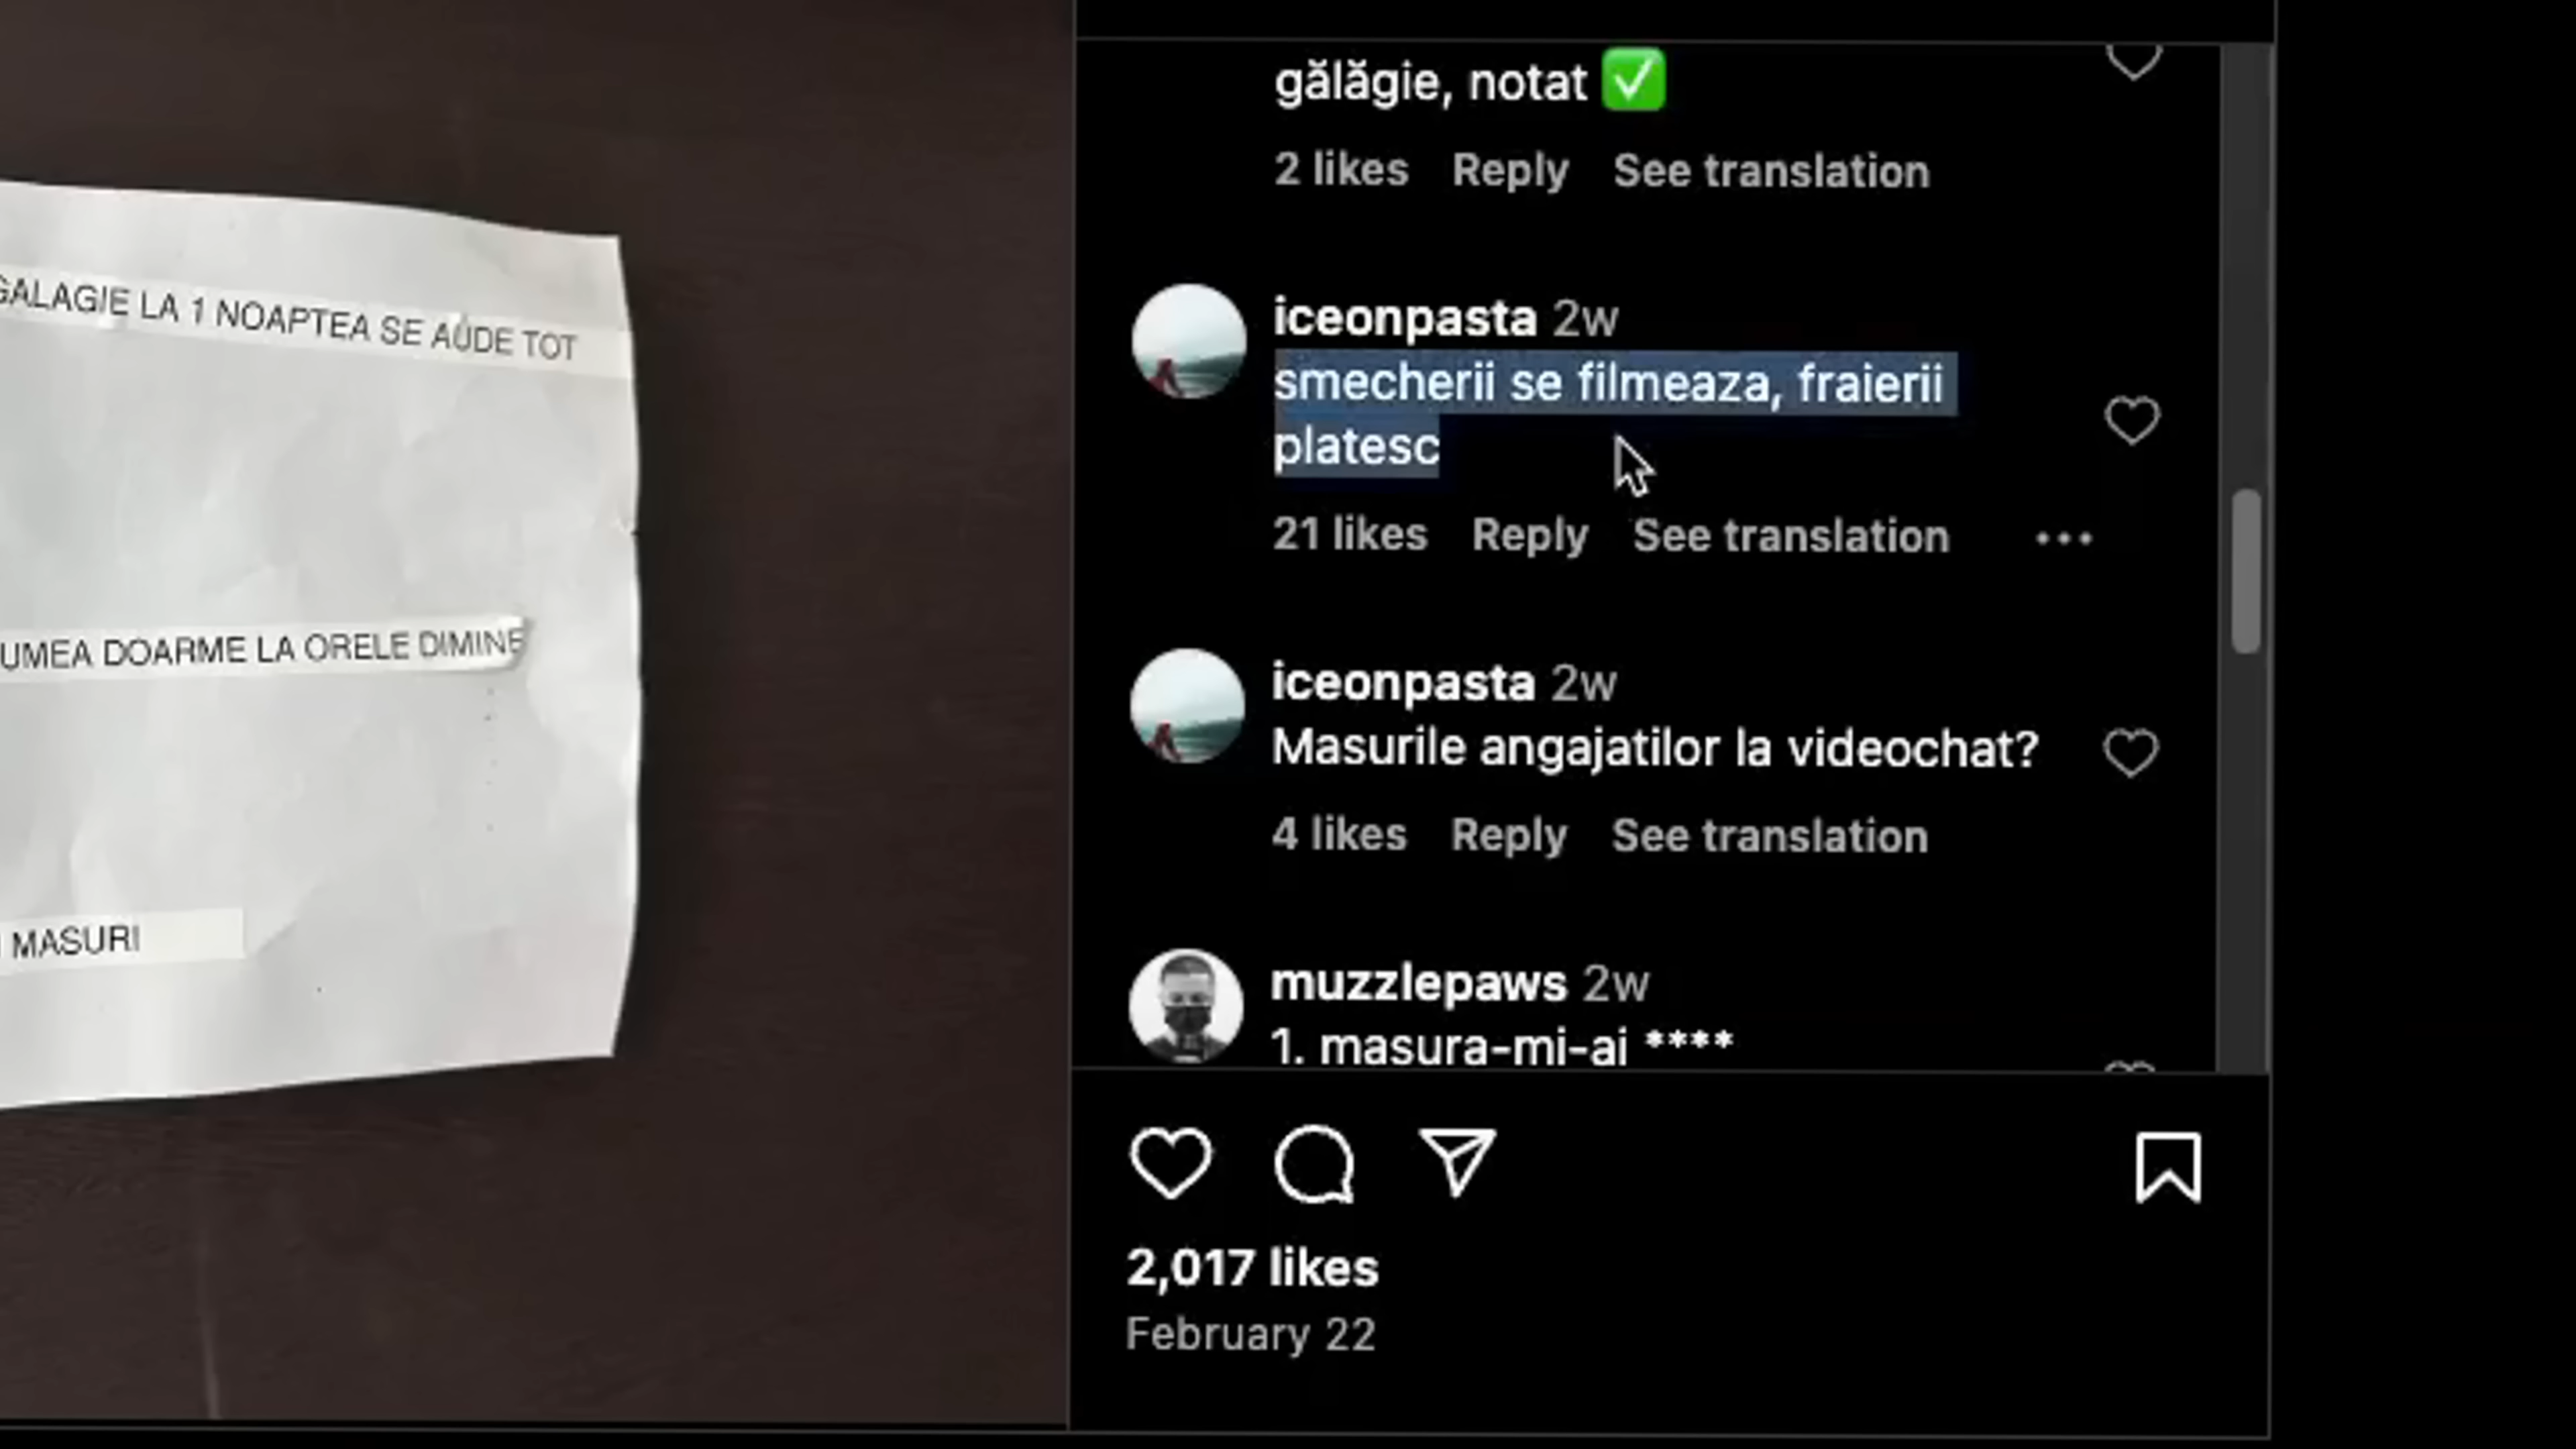 GALAGIE LA 1 NOAPTEA SE AUDE TOT
UMEA DOARME LA ORELE DIMINE
MASURI
gălăgie, notat ✅
2 likes Reply See translation
iceonpasta 2w
smecherii se filmeaza, fraierii
platesc
21 likes Reply See translation ...
iceonpasta 2w
Masurile angajatilor la videochat?
4 likes Reply See translation
muzzlepaws 2w
1. masura-mi-ai ****
2,017 likes
February 22